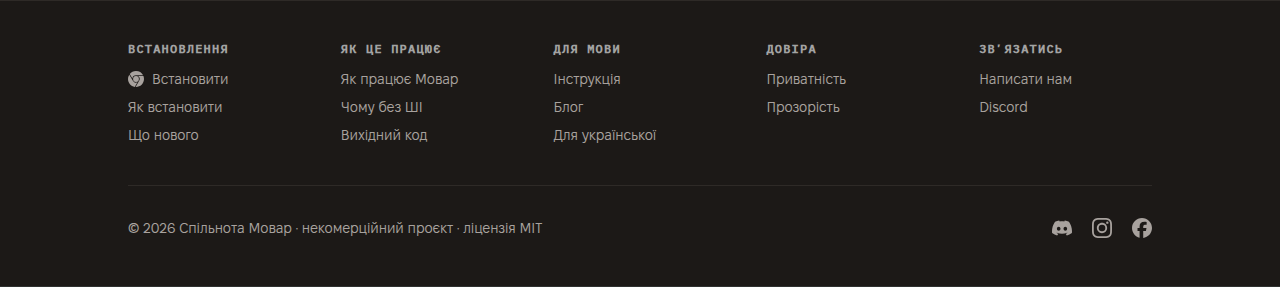 ВСТАНОВЛЕННЯ
Встановити
Як встановити
Що нового
ЯК ЦЕ ПРАЦЮЄ
Як працює Мовар
Чому без ШІ
Вихідний код
ДЛЯ МОВИ
Інструкція
Блог
Для української
ДОВІРА
Приватність
Прозорість
ЗВ'ЯЗАТИСЬ
Написати нам
Discord
© 2026 Спільнота Мовар · некомерційний проєкт · ліцензія MIT